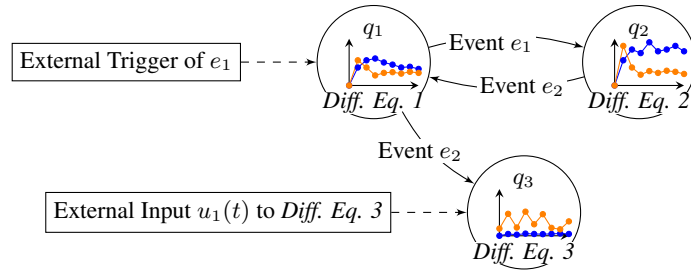 q₁
q₂
Event e₁
External Trigger of e₁
Event e₂
Diff. Eq. 1
Diff. Eq. 2
Event e₂
q₃
External Input u₁(t) to Diff. Eq. 3
Diff. Eq. 3